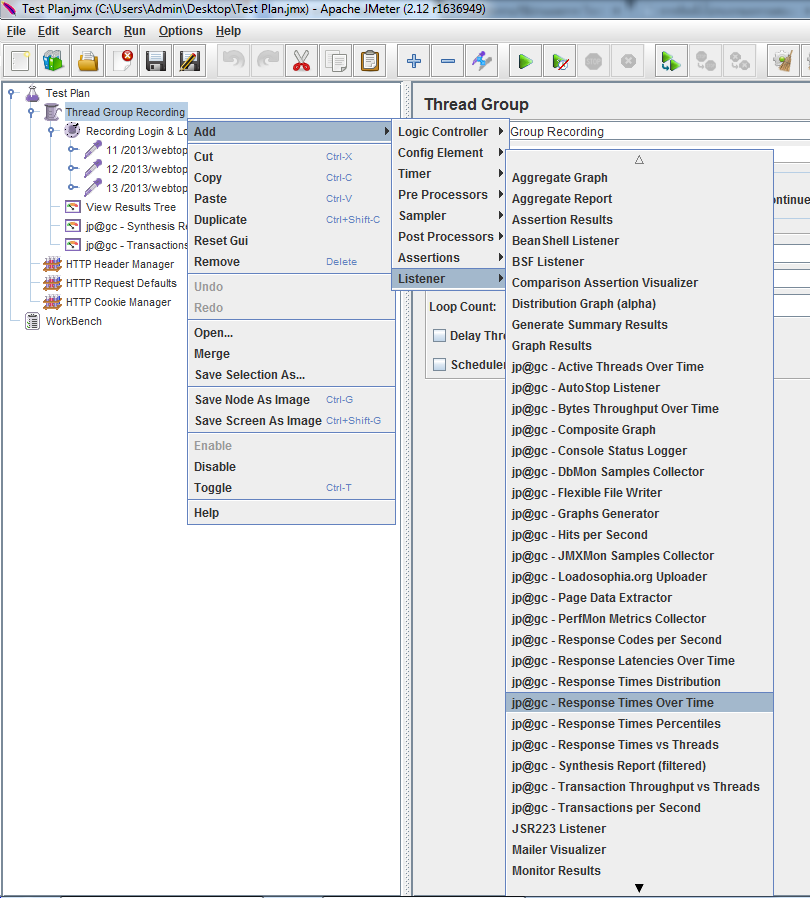 Test Plan.jmx (C:\Users\Admin\Desktop\Test Plan.jmx) - Apache JMeter (2.12 r1636949)
File Edit Search Run Options Help
Test Plan
Thread Group Recording
Recording Login & Lo
11 /2013/webtop
12 /2013/webtop
13 /2013/webtop
View Results Tree
jp@gc - Synthesis Re
jp@gc - Transactions
HTTP Header Manager
HTTP Request Defaults
HTTP Cookie Manager
WorkBench
Add
Cut Ctrl-X
Copy Ctrl-C
Paste Ctrl-V
Duplicate Ctrl+Shift-C
Reset Gui
Remove Delete
Undo
Redo
Open...
Merge
Save Selection As...
Save Node As Image Ctrl-G
Save Screen As Image Ctrl+Shift-G
Enable
Disable
Toggle Ctrl-T
Help
Logic Controller
Config Element
Timer
Pre Processors
Sampler
Post Processors
Assertions
Listener
Thread Group
Group Recording
ontinue
Loop Count:
Delay Thre
Scheduler
Aggregate Graph
Aggregate Report
Assertion Results
BeanShell Listener
BSF Listener
Comparison Assertion Visualizer
Distribution Graph (alpha)
Generate Summary Results
Graph Results
jp@gc - Active Threads Over Time
jp@gc - AutoStop Listener
jp@gc - Bytes Throughput Over Time
jp@gc - Composite Graph
jp@gc - Console Status Logger
jp@gc - DbMon Samples Collector
jp@gc - Flexible File Writer
jp@gc - Graphs Generator
jp@gc - Hits per Second
jp@gc - JMXMon Samples Collector
jp@gc - Loadosophia.org Uploader
jp@gc - Page Data Extractor
jp@gc - PerfMon Metrics Collector
jp@gc - Response Codes per Second
jp@gc - Response Latencies Over Time
jp@gc - Response Times Distribution
jp@gc - Response Times Over Time
jp@gc - Response Times Percentiles
jp@gc - Response Times vs Threads
jp@gc - Synthesis Report (filtered)
jp@gc - Transaction Throughput vs Threads
jp@gc - Transactions per Second
JSR223 Listener
Mailer Visualizer
Monitor Results